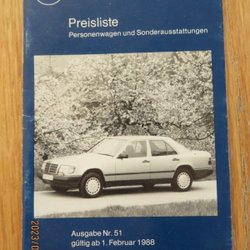 Preisliste
Personenwagen und Sonderausstattungen
Ausgabe Nr. 51
gültig ab 1. Februar 1988